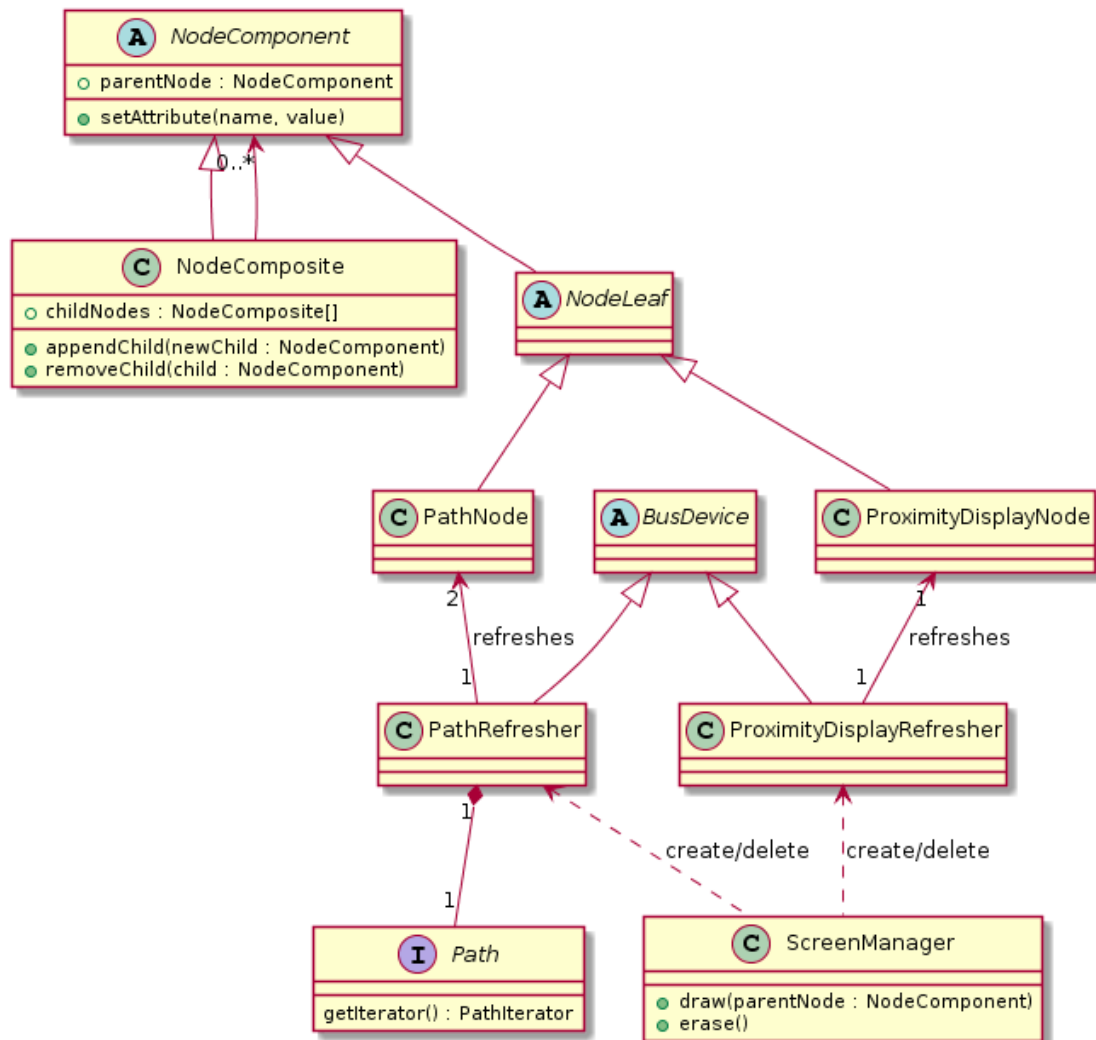 A NodeComponent
parentNode : NodeComponent
setAttribute(name, value)
0..*
C NodeComposite
childNodes : NodeComposite[]
appendChild(newChild : NodeComponent)
removeChild(child : NodeComponent)
A NodeLeaf
C PathNode
A BusDevice
C ProximityDisplayNode
2
1
refreshes
refreshes
1
1
C PathRefresher
C ProximityDisplayRefresher
1
create/delete
create/delete
1
I Path
getIterator() : PathIterator
C ScreenManager
draw(parentNode : NodeComponent)
erase()